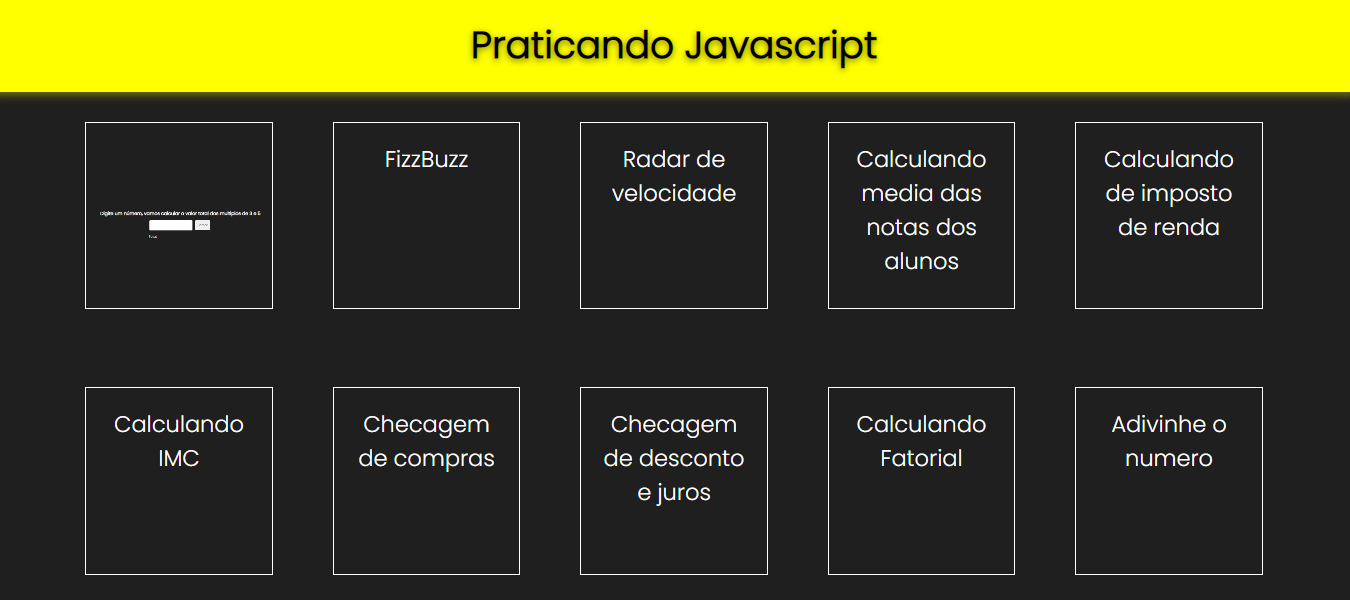 Praticando Javascript
Digite um número, vamos calcular o valor total dos multiplos de 3 e 5
FizzBuzz
Radar de
velocidade
Calculando
media das
notas dos
alunos
Calculando
de imposto
de renda
Calculando
IMC
Checagem
de compras
Checagem
de desconto
e juros
Calculando
Fatorial
Adivinhe o
numero